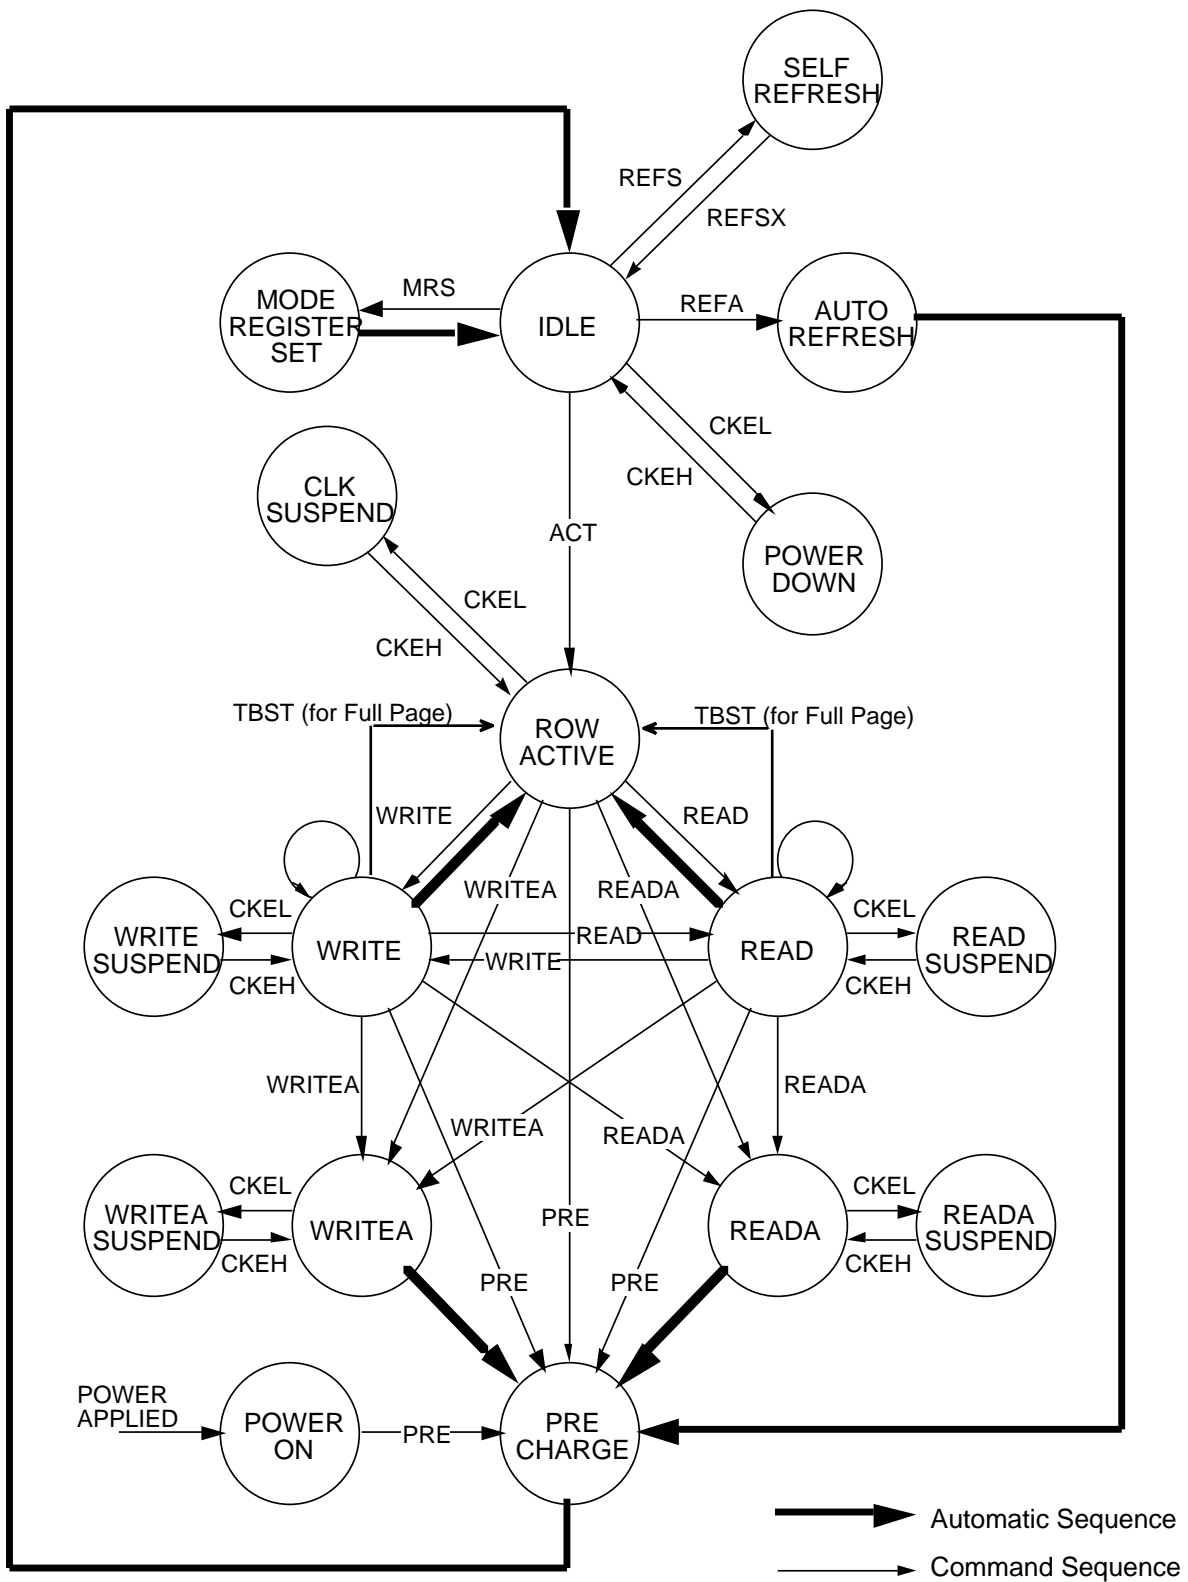 SELF
REFRESH
REFS
REFSX
MODE
REGISTER
SET
MRS
IDLE
REFA
AUTO
REFRESH
CKEL
CKEH
CLK
SUSPEND
ACT
POWER
DOWN
CKEL
CKEH
TBST (for Full Page)
TBST (for Full Page)
ROW
ACTIVE
WRITE
READ
WRITEA
READA
CKEL
CKEL
WRITE
SUSPEND
WRITE
READ
WRITE
READ
READ
SUSPEND
CKEH
CKEH
WRITEA
READA
WRITEA
READA
CKEL
CKEL
WRITEA
SUSPEND
WRITEA
PRE
READA
READA
SUSPEND
CKEH
CKEH
PRE
PRE
POWER
APPLIED
POWER
ON
PRE
PRE
CHARGE
Automatic Sequence
Command Sequence